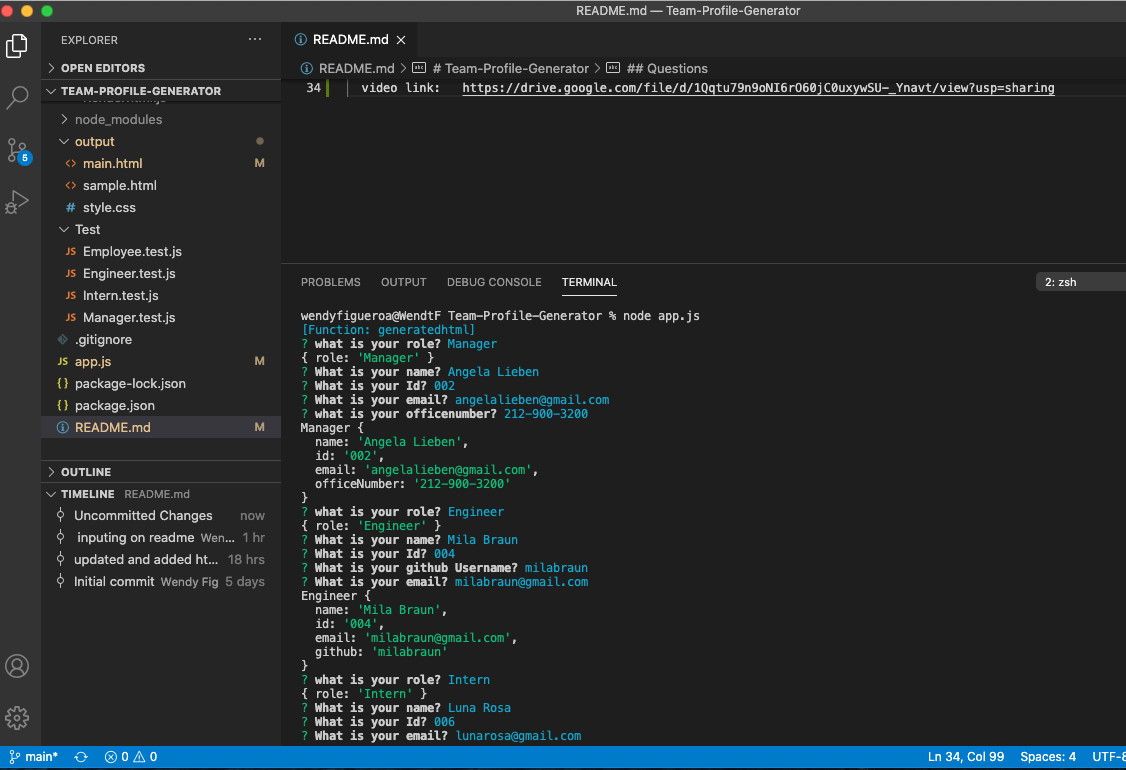 README.md — Team-Profile-Generator
EXPLORER ...
README.md ×
OPEN EDITORS
README.md > # Team-Profile-Generator > ## Questions
TEAM-PROFILE-GENERATOR
34 video link: https://drive.google.com/file/d/1Qqtu79n9oNI6rO60jC0uxywSU-_Ynavt/view?usp=sharing
node_modules
output
main.html M
sample.html
# style.css
Test
JS Employee.test.js
JS Engineer.test.js
JS Intern.test.js
JS Manager.test.js
.gitignore
JS app.js M
{} package-lock.json
{} package.json
README.md M
OUTLINE
TIMELINE README.md
Uncommitted Changes now
inputing on readme Wen... 1 hr
updated and added ht... 18 hrs
Initial commit Wendy Fig 5 days
5
PROBLEMS OUTPUT DEBUG CONSOLE TERMINAL 2: zsh
wendyfigueroa@WendtF Team-Profile-Generator % node app.js
[Function: generatedhtml]
? what is your role? Manager
{ role: 'Manager' }
? What is your name? Angela Lieben
? What is your Id? 002
? What is your email? angelalieben@gmail.com
? what is your officenumber? 212-900-3200
Manager {
name: 'Angela Lieben',
id: '002',
email: 'angelalieben@gmail.com',
officeNumber: '212-900-3200'
}
? what is your role? Engineer
{ role: 'Engineer' }
? What is your name? Mila Braun
? What is your Id? 004
? What is your github Username? milabraun
? What is your email? milabraun@gmail.com
Engineer {
name: 'Mila Braun',
id: '004',
email: 'milabraun@gmail.com',
github: 'milabraun'
}
? what is your role? Intern
{ role: 'Intern' }
? What is your name? Luna Rosa
? What is your Id? 006
? What is your email? lunarosa@gmail.com
main* 0 0 Ln 34, Col 99 Spaces: 4 UTF-8